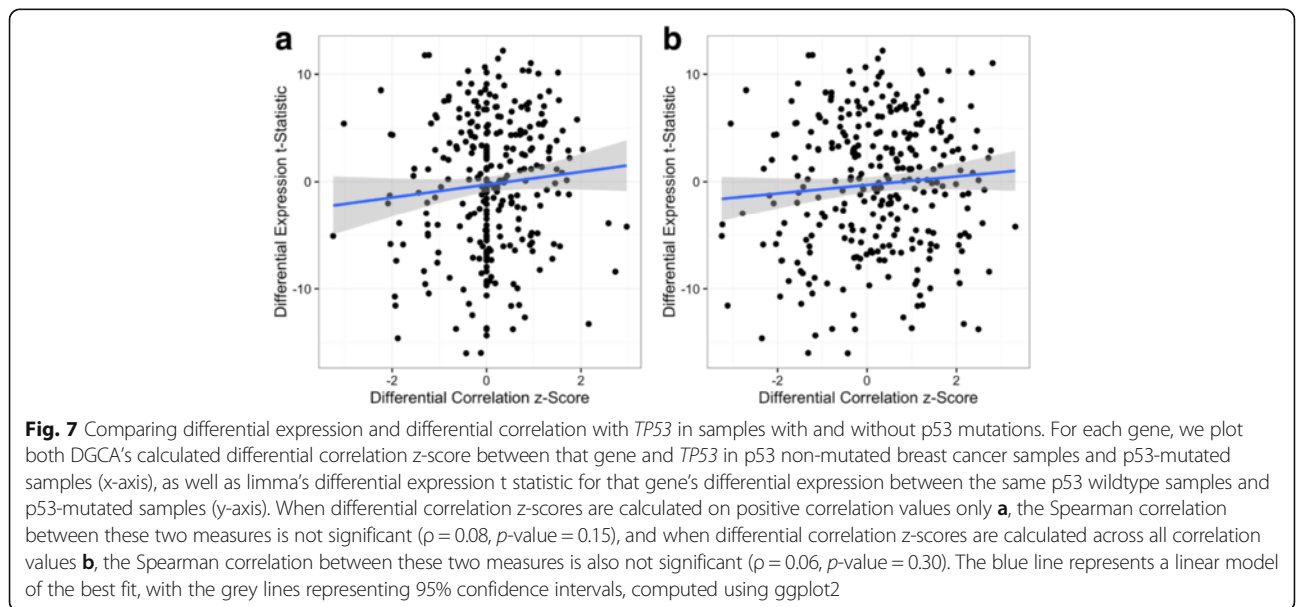 a
b
10
0
-10
Differential Expression t-Statistic
-2
0
2
Differential Correlation z-Score
10
0
-10
Differential Expression t-Statistic
-2
0
2
Differential Correlation z-Score
Fig. 7 Comparing differential expression and differential correlation with TP53 in samples with and without p53 mutations. For each gene, we plot
both DGCA's calculated differential correlation z-score between that gene and TP53 in p53 non-mutated breast cancer samples and p53-mutated
samples (x-axis), as well as limma's differential expression t statistic for that gene's differential expression between the same p53 wildtype samples and
p53-mutated samples (y-axis). When differential correlation z-scores are calculated on positive correlation values only a, the Spearman correlation
between these two measures is not significant (ρ = 0.08, p-value = 0.15), and when differential correlation z-scores are calculated across all correlation
values b, the Spearman correlation between these two measures is also not significant (ρ = 0.06, p-value = 0.30). The blue line represents a linear model
of the best fit, with the grey lines representing 95% confidence intervals, computed using ggplot2